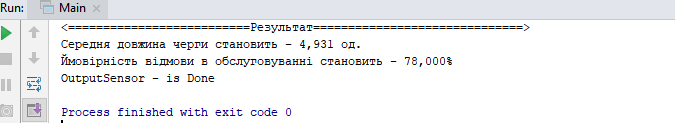 Run: Main
<==========================Результат==============================>
Середня довжина черги становить – 4,931 од.
Ймовірність відмови в обслуговуванні становить – 78,000%
OutputSensor – is Done
Process finished with exit code 0